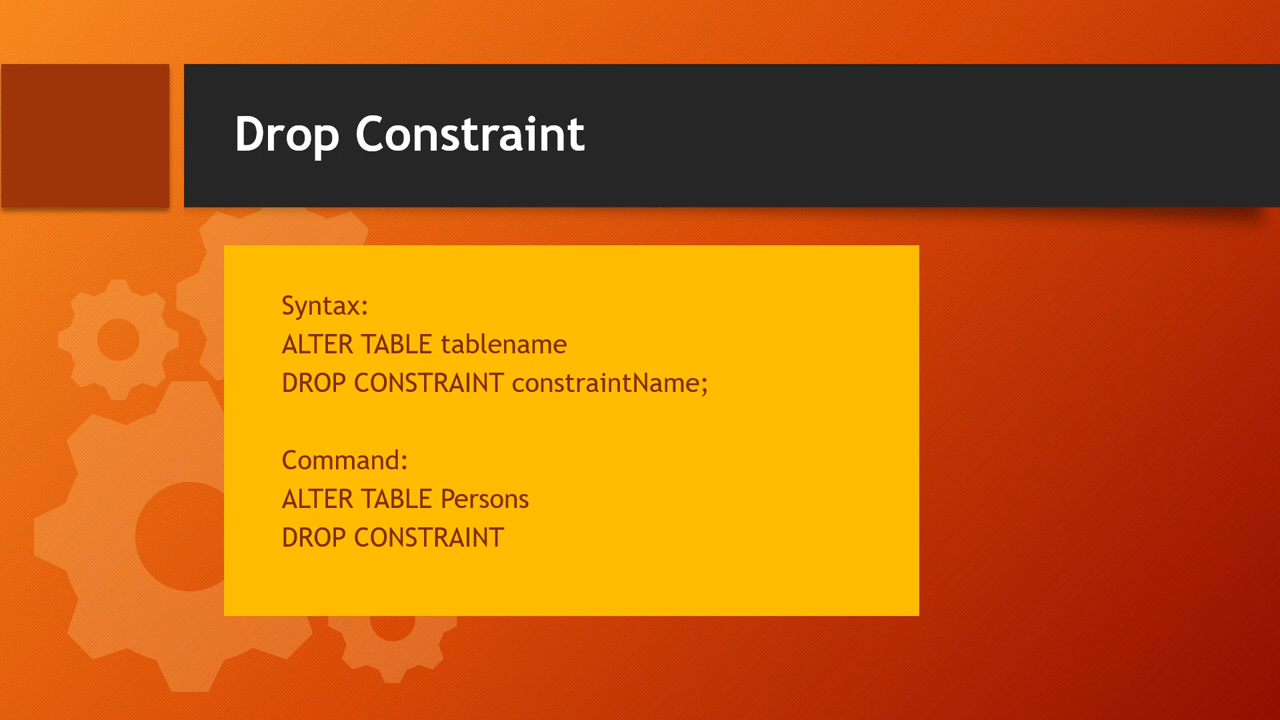 Drop Constraint
Syntax:
ALTER TABLE tablename
DROP CONSTRAINT constraintName;
Command:
ALTER TABLE Persons
DROP CONSTRAINT